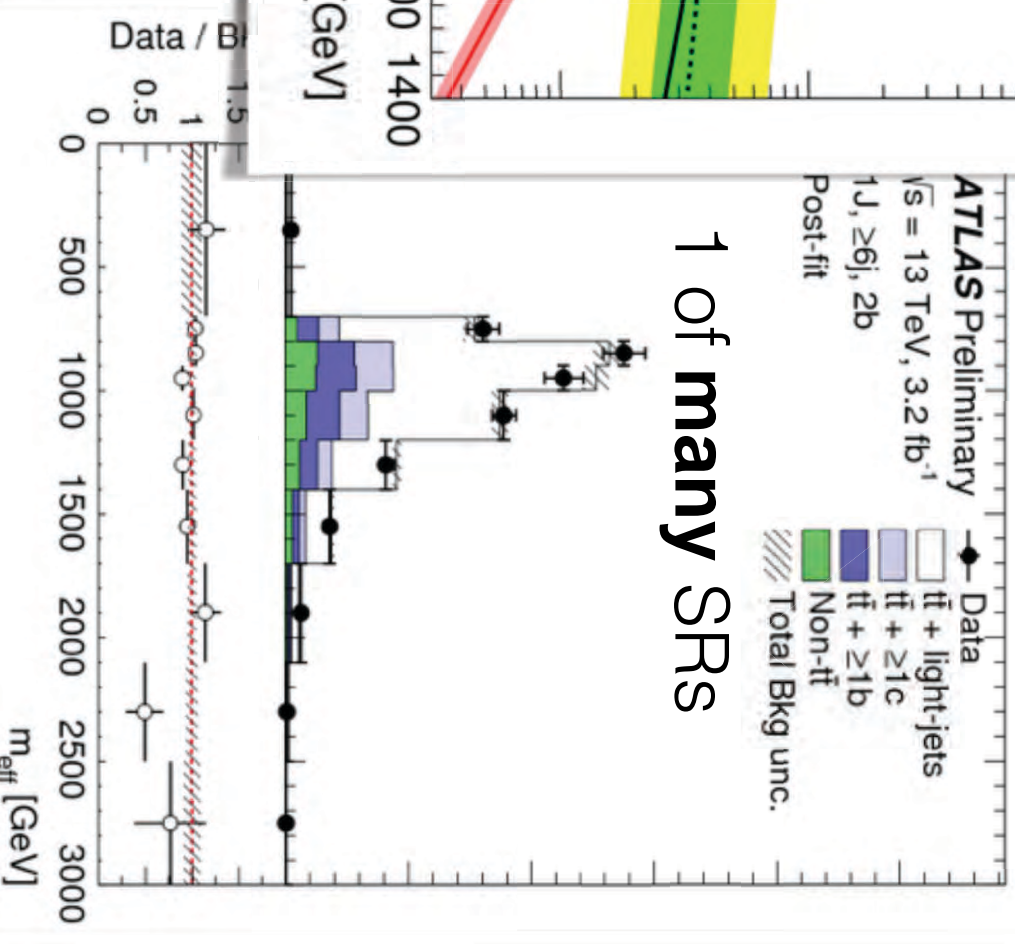 ATLAS Preliminary
√s = 13 TeV, 3.2 fb⁻¹
1J, ≥6j, 2b
Post-fit
Data
tt̄ + light-jets
tt̄ + ≥1c
tt̄ + ≥1b
Non-tt̄
Total Bkg unc.
1 of many SRs
1400
[GeV]
Data /
1.5
1
0.5
0
0
500
1000
1500
2000
2500
3000
m_eff [GeV]